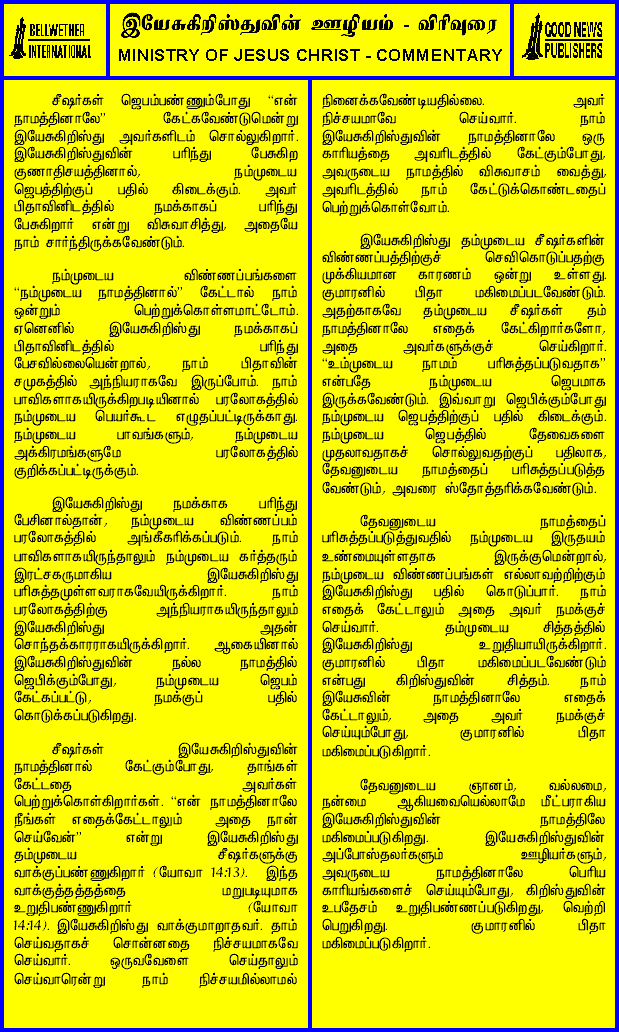 BELLWETHER
INTERNATIONAL
இயேசுகிறிஸ்துவின் ஊழியம் - விரிவுரை
MINISTRY OF JESUS CHRIST - COMMENTARY
GOOD NEWS
PUBLISHERS
சீஷர்கள் ஜெபம்பண்ணும்போது “என்
நாமத்தினாலே” கேட்கவேண்டுமென்று
இயேசுகிறிஸ்து அவர்களிடம் சொல்லுகிறார்.
இயேசுகிறிஸ்துவின் பரிந்து பேசுகிற
குணாதிசயத்தினால், நம்முடைய
ஜெபத்திற்குப் பதில் கிடைக்கும். அவர்
பிதாவினிடத்தில் நமக்காகப் பரிந்து
பேசுகிறார் என்று விசுவாசித்து, அதையே
நாம் சார்ந்திருக்கவேண்டும்.
நம்முடைய விண்ணப்பங்களை
“நம்முடைய நாமத்தினால்” கேட்டால் நாம்
ஒன்றும் பெற்றுக்கொள்ளமாட்டோம்.
ஏனெனில் இயேசுகிறிஸ்து நமக்காகப்
பிதாவினிடத்தில் பரிந்து
பேசவில்லையென்றால், நாம் பிதாவின்
சமுகத்தில் அந்நியராகவே இருப்போம். நாம்
பாவிகளாகயிருக்கிறபடியினால் பரலோகத்தில்
நம்முடைய பெயர்கூட எழுதப்பட்டிருக்காது.
நம்முடைய பாவங்களும், நம்முடைய
அக்கிரமங்களுமே பரலோகத்தில்
குறிக்கப்பட்டிருக்கும்.
இயேசுகிறிஸ்து நமக்காக பரிந்து
பேசினால்தான், நம்முடைய விண்ணப்பம்
பரலோகத்தில் அங்கீகரிக்கப்படும். நாம்
பாவிகளாகயிருந்தாலும் நம்முடைய கர்த்தரும்
இரட்சகருமாகிய இயேசுகிறிஸ்து
பரிசுத்தமுள்ளவராகவேயிருக்கிறார். நாம்
பரலோகத்திற்கு அந்நியராகயிருந்தாலும்
இயேசுகிறிஸ்து அதன்
சொந்தக்காரராகயிருக்கிறார். ஆகையினால்
இயேசுகிறிஸ்துவின் நல்ல நாமத்தில்
ஜெபிக்கும்போது, நம்முடைய ஜெபம்
கேட்கப்பட்டு, நமக்குப் பதில்
கொடுக்கப்படுகிறது.
சீஷர்கள் இயேசுகிறிஸ்துவின்
நாமத்தினால் கேட்கும்போது, தாங்கள்
கேட்டதை அவர்கள்
பெற்றுக்கொள்கிறார்கள். “என் நாமத்தினாலே
நீங்கள் எதைக்கேட்டாலும் அதை நான்
செய்வேன்” என்று இயேசுகிறிஸ்து
தம்முடைய சீஷர்களுக்கு
வாக்குப்பண்ணுகிறார் (யோவா 14:13). இந்த
வாக்குத்தத்தத்தை மறுபடியுமாக
உறுதிபண்ணுகிறார் (யோவா
14:14). இயேசுகிறிஸ்து வாக்குமாறாதவர். தாம்
செய்வதாகச் சொன்னதை நிச்சயமாகவே
செய்வார். ஒருவவேளை செய்தாலும்
செய்வாரென்று நாம் நிச்சயமில்லாமல்
நினைக்கவேண்டியதில்லை. அவர்
நிச்சயமாவே செய்வார். நாம்
இயேசுகிறிஸ்துவின் நாமத்தினாலே ஒரு
காரியத்தை அவரிடத்தில் கேட்கும்போது,
அவருடைய நாமத்தில் விசுவாசம் வைத்து,
அவரிடத்தில் நாம் கேட்டுக்கொண்டதைப்
பெற்றுக்கொள்வோம்.
இயேசுகிறிஸ்து தம்முடைய சீஷர்களின்
விண்ணப்பத்திற்குச் செவிகொடுப்பதற்கு
முக்கியமான காரணம் ஒன்று உள்ளது.
குமாரனில் பிதா மகிமைப்படவேண்டும்.
அதற்காகவே தம்முடைய சீஷர்கள் தம்
நாமத்தினாலே எதைக் கேட்கிறார்களோ,
அதை அவர்களுக்குச் செய்கிறார்.
“உம்முடைய நாமம் பரிசுத்தப்படுவதாக”
என்பதே நம்முடைய ஜெபமாக
இருக்கவேண்டும். இவ்வாறு ஜெபிக்கும்போது
நம்முடைய ஜெபத்திற்குப் பதில் கிடைக்கும்.
நம்முடைய ஜெபத்தில் தேவைகளை
முதலாவதாகச் சொல்லுவதற்குப் பதிலாக,
தேவனுடைய நாமத்தைப் பரிசுத்தப்படுத்த
வேண்டும், அவரை ஸ்தோத்தரிக்கவேண்டும்.
தேவனுடைய நாமத்தைப்
பரிசுத்தப்படுத்துவதில் நம்முடைய இருதயம்
உண்மையுள்ளதாக இருக்குமென்றால்,
நம்முடைய விண்ணப்பங்கள் எல்லாவற்றிற்கும்
இயேசுகிறிஸ்து பதில் கொடுப்பார். நாம்
எதைக் கேட்டாலும் அதை அவர் நமக்குச்
செய்வார். தம்முடைய சித்தத்தில்
இயேசுகிறிஸ்து உறுதியாயிருக்கிறார்.
குமாரனில் பிதா மகிமைப்படவேண்டும்
என்பது கிறிஸ்துவின் சித்தம். நாம்
இயேசுவின் நாமத்தினாலே எதைக்
கேட்டாலும், அதை அவர் நமக்குச்
செய்யும்போது, குமாரனில் பிதா
மகிமைப்படுகிறார்.
தேவனுடைய ஞானம், வல்லமை,
நன்மை ஆகியவையெல்லாமே மீட்பராகிய
இயேசுகிறிஸ்துவின் நாமத்திலே
மகிமைப்படுகிறது. இயேசுகிறிஸ்துவின்
அப்போஸ்தலர்களும் ஊழியர்களும்,
அவருடைய நாமத்தினாலே பெரிய
காரியங்களைச் செய்யும்போது, கிறிஸ்துவின்
உபதேசம் உறுதிபண்ணப்படுகிறது, வெற்றி
பெறுகிறது. குமாரனில் பிதா
மகிமைப்படுகிறார்.